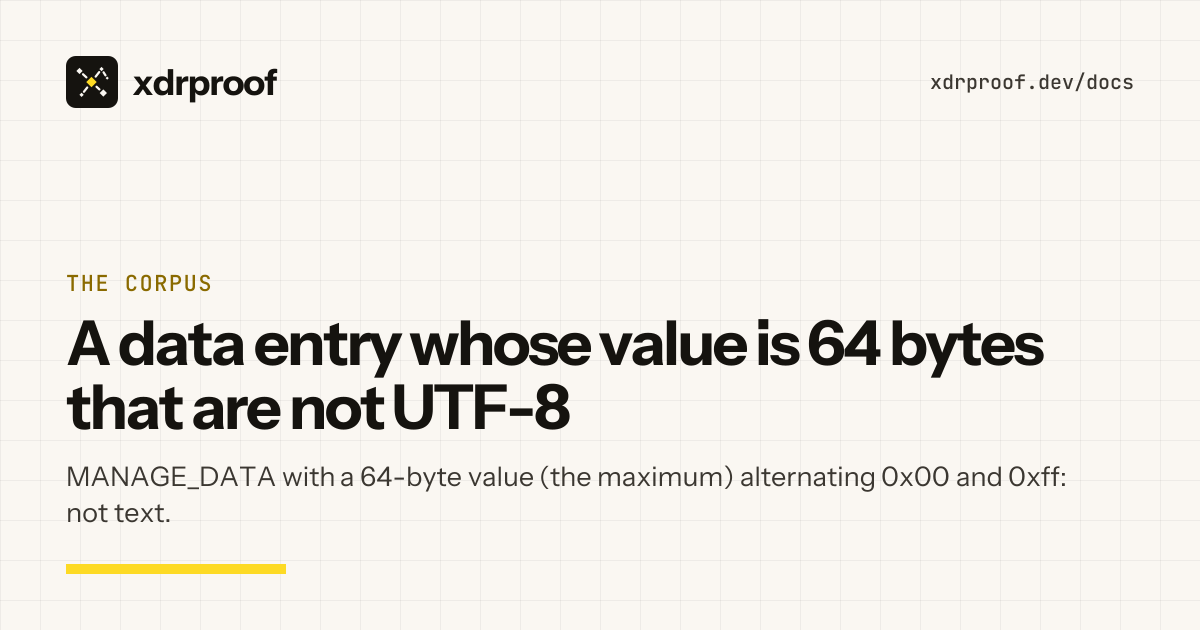 xdrproof
xdrproof.dev/docs
THE CORPUS
A data entry whose value is 64 bytes
that are not UTF-8
MANAGE_DATA with a 64-byte value (the maximum) alternating 0x00 and 0xff:
not text.